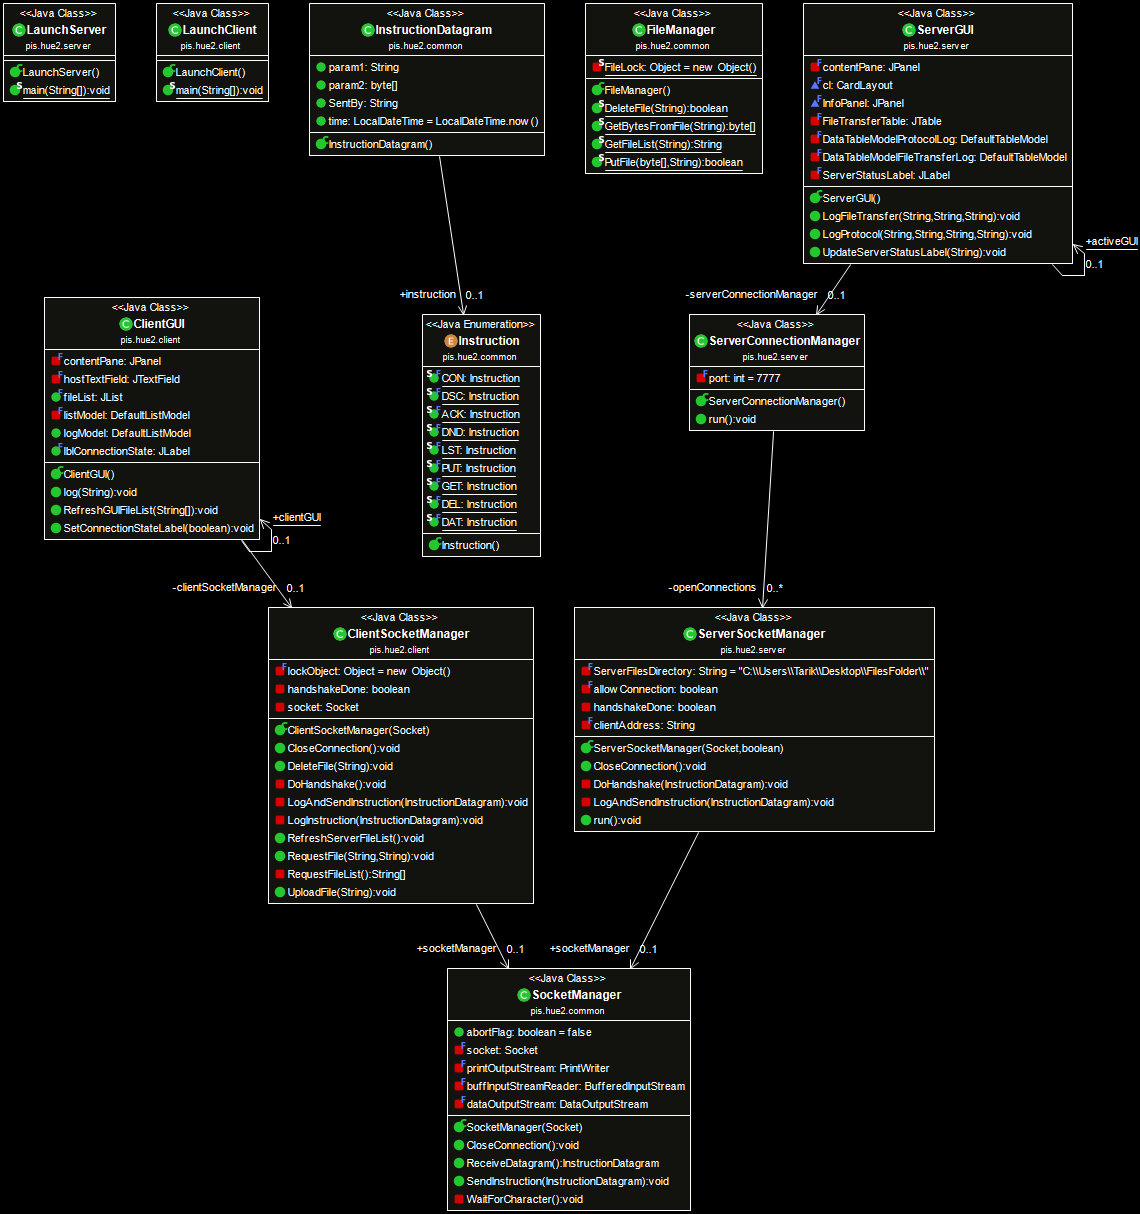 <<Java Class>>
LaunchServer
pis.hue2.server
LaunchServer()
main(String[]):void
<<Java Class>>
LaunchClient
pis.hue2.client
LaunchClient()
main(String[]):void
<<Java Class>>
InstructionDatagram
pis.hue2.common
param1: String
param2: byte[]
SentBy: String
time: LocalDateTime = LocalDateTime.now()
InstructionDatagram()
<<Java Class>>
FileManager
pis.hue2.common
FileLock: Object = new Object()
FileManager()
DeleteFile(String):boolean
GetBytesFromFile(String):byte[]
GetFileList(String):String
PutFile(byte[],String):boolean
<<Java Class>>
ServerGUI
pis.hue2.server
contentPane: JPanel
cl: CardLayout
InfoPanel: JPanel
FileTransferTable: JTable
DataTableModelProtocolLog: DefaultTableModel
DataTableModelFileTransferLog: DefaultTableModel
ServerStatusLabel: JLabel
ServerGUI()
LogFileTransfer(String,String,String):void
LogProtocol(String,String,String,String):void
UpdateServerStatusLabel(String):void
+activeGUI
0..1
+instruction 0..1
-serverConnectionManager 0..1
<<Java Class>>
ClientGUI
pis.hue2.client
contentPane: JPanel
hostTextField: JTextField
fileList: JList
listModel: DefaultListModel
logModel: DefaultListModel
lblConnectionState: JLabel
ClientGUI()
log(String):void
RefreshGUIFileList(String[]):void
SetConnectionStateLabel(boolean):void
+clientGUI
0..1
<<Java Enumeration>>
Instruction
pis.hue2.common
CON: Instruction
DSC: Instruction
ACK: Instruction
DND: Instruction
LST: Instruction
PUT: Instruction
GET: Instruction
DEL: Instruction
DAT: Instruction
Instruction()
<<Java Class>>
ServerConnectionManager
pis.hue2.server
port: int = 7777
ServerConnectionManager()
run():void
-clientSocketManager 0..1
-openConnections 0..*
<<Java Class>>
ClientSocketManager
pis.hue2.client
lockObject: Object = new Object()
handshakeDone: boolean
socket: Socket
ClientSocketManager(Socket)
CloseConnection():void
DeleteFile(String):void
DoHandshake():void
LogAndSendInstruction(InstructionDatagram):void
LogInstruction(InstructionDatagram):void
RefreshServerFileList():void
RequestFile(String,String):void
RequestFileList():String[]
UploadFile(String):void
<<Java Class>>
ServerSocketManager
pis.hue2.server
ServerFilesDirectory: String = "C:\\Users\\Tarik\\Desktop\\FilesFolder\\"
allowConnection: boolean
handshakeDone: boolean
clientAddress: String
ServerSocketManager(Socket,boolean)
CloseConnection():void
DoHandshake(InstructionDatagram):void
LogAndSendInstruction(InstructionDatagram):void
run():void
+socketManager 0..1
+socketManager 0..1
<<Java Class>>
SocketManager
pis.hue2.common
abortFlag: boolean = false
socket: Socket
printOutputStream: PrintWriter
buffInputStreamReader: BufferedInputStream
dataOutputStream: DataOutputStream
SocketManager(Socket)
CloseConnection():void
ReceiveDatagram():InstructionDatagram
SendInstruction(InstructionDatagram):void
WaitForCharacter():void